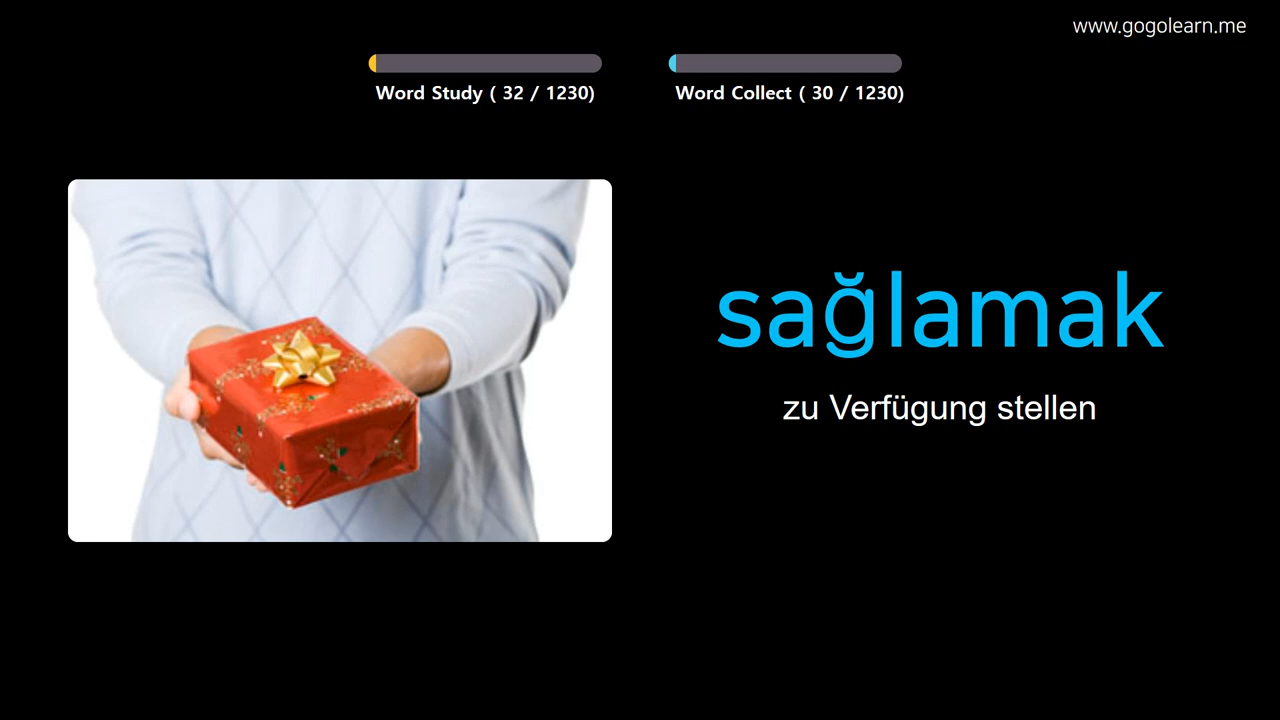 www.gogolearn.me
Word Study ( 32 / 1230)
Word Collect ( 30 / 1230)
sağlamak
zu Verfügung stellen